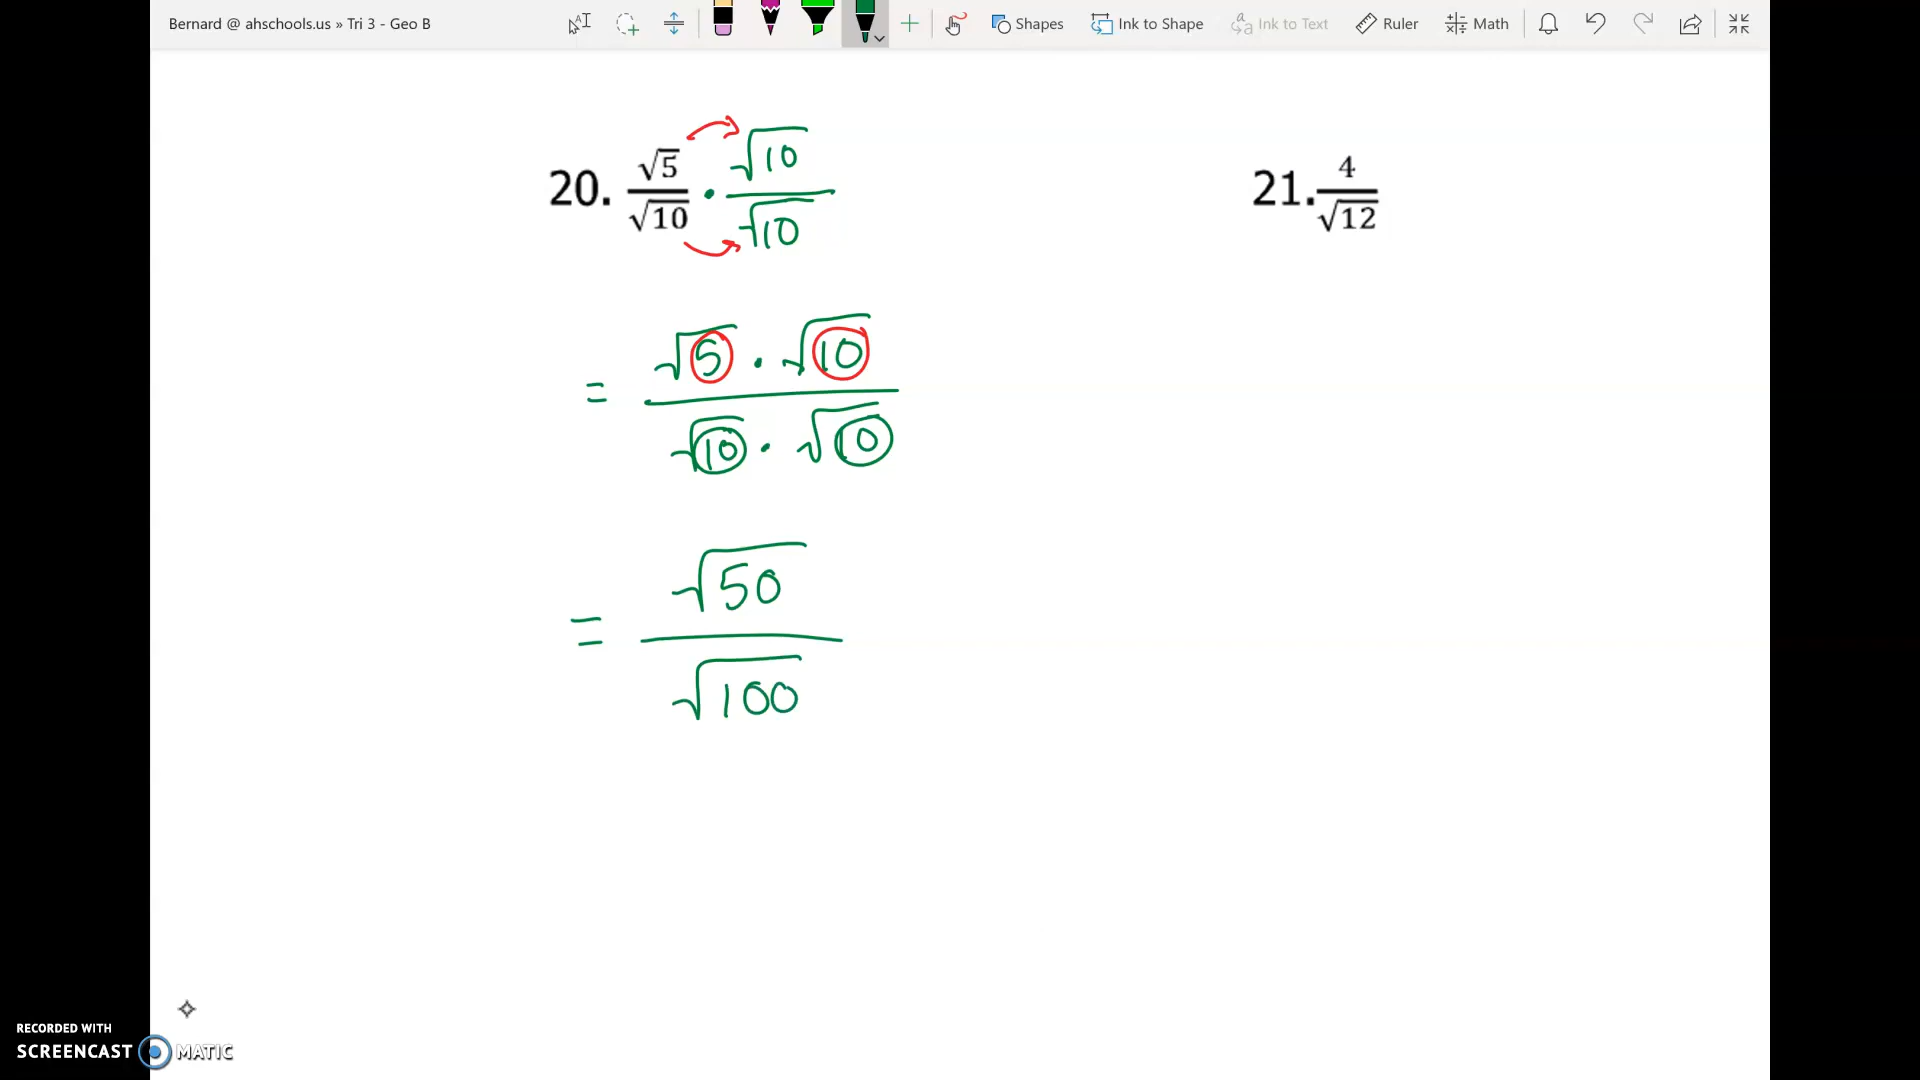 Bernard @ ahschools.us » Tri 3 - Geo B
Shapes
Ink to Shape
Ink to Text
Ruler
Math
20. √5/√10 · √10/√10
= √5 · √10 / √10 · √10
= √50/√100
21. 4/√12
RECORDED WITH
SCREENCAST MATIC